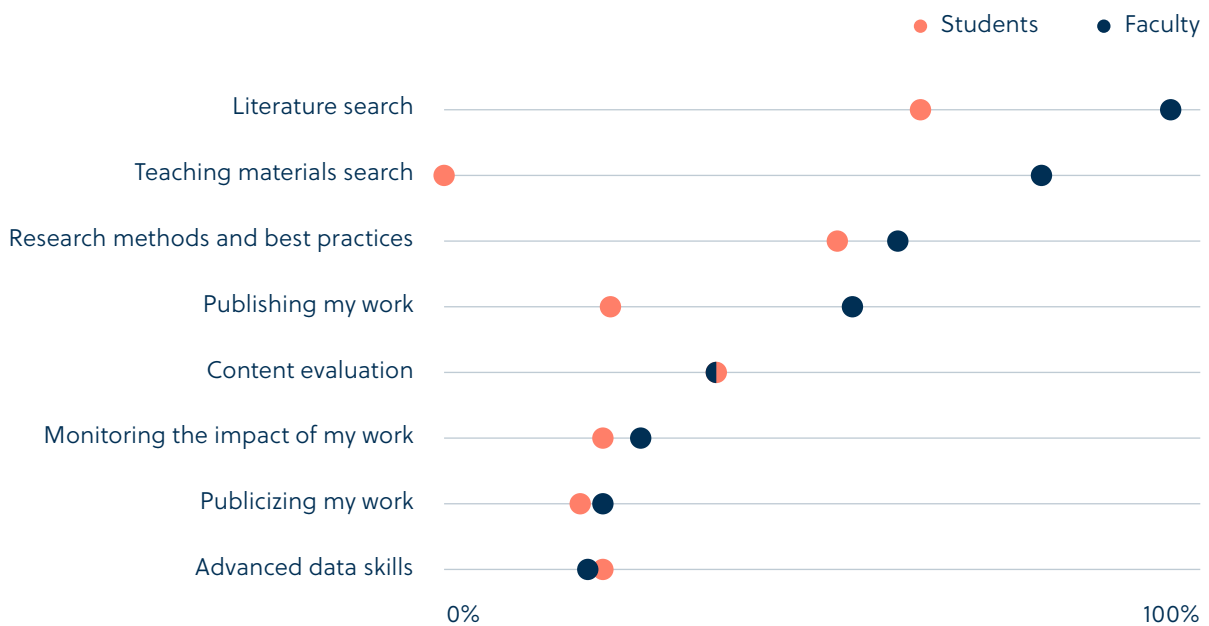 Students Faculty
Literature search
Teaching materials search
Research methods and best practices
Publishing my work
Content evaluation
Monitoring the impact of my work
Publicizing my work
Advanced data skills
0% 100%